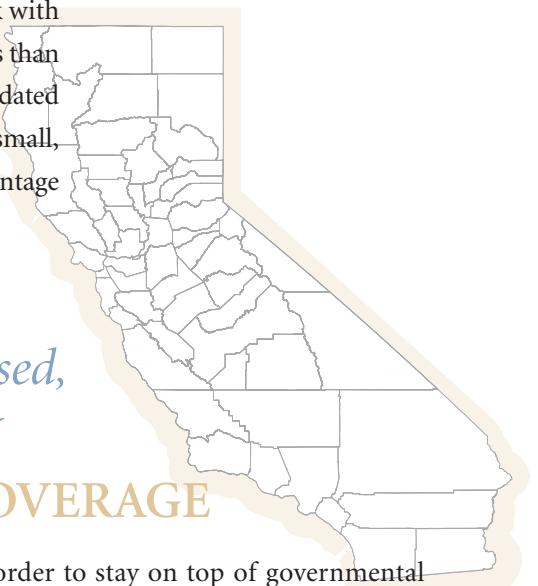 with
than
dated
small,
ntage
sed,
OVERAGE
order to stay on top of governmental